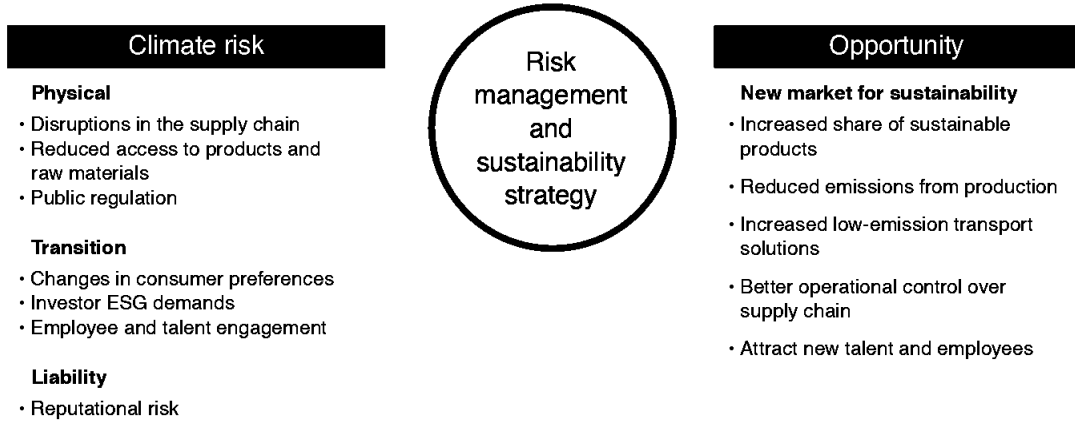 Climate risk
Physical
• Disruptions in the supply chain
• Reduced access to products and
raw materials
• Public regulation
Transition
• Changes in consumer preferences
• Investor ESG demands
• Employee and talent engagement
Liability
• Reputational risk
Risk
management
and
sustainability
strategy
Opportunity
New market for sustainability
• Increased share of sustainable
products
• Reduced emissions from production
• Increased low-emission transport
solutions
• Better operational control over
supply chain
• Attract new talent and employees